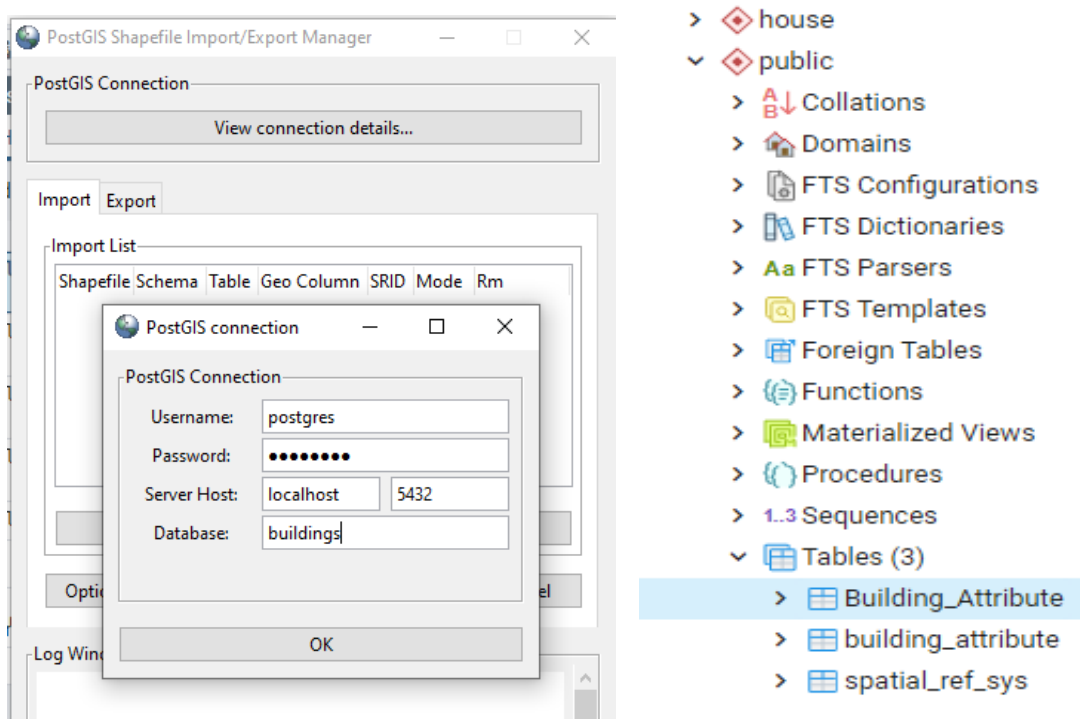 PostGIS Shapefile Import/Export Manager
PostGIS Connection
View connection details...
Import Export
Import List
Shapefile Schema Table Geo Column SRID Mode Rm
PostGIS connection
PostGIS Connection
Username: postgres
Password: ●●●●●●●●
Server Host: localhost 5432
Database: buildings
OK
house
public
Collations
Domains
FTS Configurations
FTS Dictionaries
Aa FTS Parsers
FTS Templates
Foreign Tables
Functions
Materialized Views
Procedures
1..3 Sequences
Tables (3)
Building_Attribute
building_attribute
spatial_ref_sys